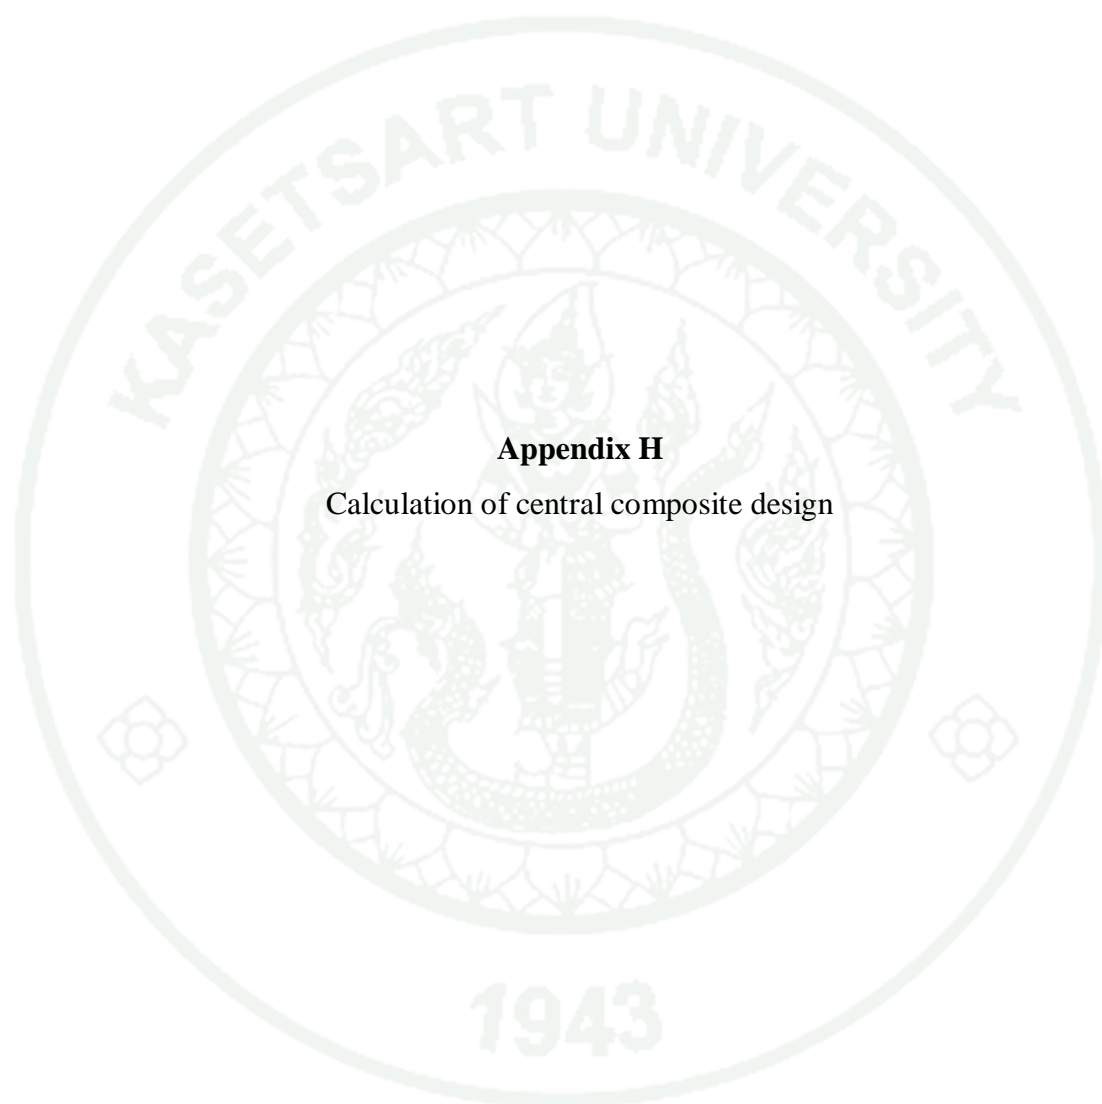 KASETSART UNIVERSITY
Appendix H
Calculation of central composite design
1943